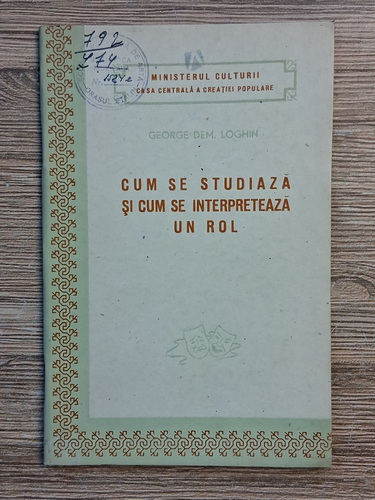 792
L74
MINISTERUL CULTURII
CASA CENTRALĂ A CREAȚIEI POPULARE
GEORGE DEM. LOGHIN
CUM SE STUDIAZĂ
ȘI CUM SE INTERPRETEAZĂ
UN ROL